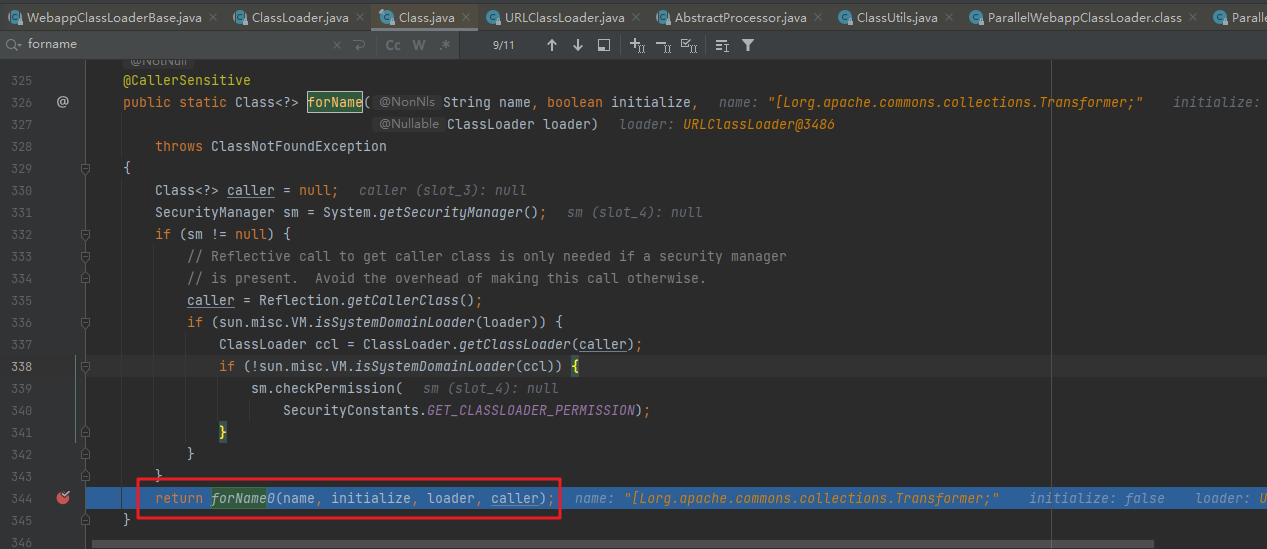 WebappClassLoaderBase.java × ClassLoader.java × Class.java × URLClassLoader.java × AbstractProcessor.java × ClassUtils.java × ParallelWebappClassLoader.class × Paralle
forname × Cc W .* 9/11
@NotNull
325 @CallerSensitive
326 @ public static Class<?> forName( @NonNls String name, boolean initialize, name: "[Lorg.apache.commons.collections.Transformer;" initialize:
327 @Nullable ClassLoader loader) loader: URLClassLoader@3486
328 throws ClassNotFoundException
329 {
330 Class<?> caller = null; caller (slot_3): null
331 SecurityManager sm = System.getSecurityManager(); sm (slot_4): null
332 if (sm != null) {
333 // Reflective call to get caller class is only needed if a security manager
334 // is present. Avoid the overhead of making this call otherwise.
335 caller = Reflection.getCallerClass();
336 if (sun.misc.VM.isSystemDomainLoader(loader)) {
337 ClassLoader ccl = ClassLoader.getClassLoader(caller);
338 if (!sun.misc.VM.isSystemDomainLoader(ccl)) {
339 sm.checkPermission( sm (slot_4): null
340 SecurityConstants.GET_CLASSLOADER_PERMISSION);
341 }
342 }
343 }
344 return forName0(name, initialize, loader, caller); name: "[Lorg.apache.commons.collections.Transformer;" initialize: false loader: U
345 }
346